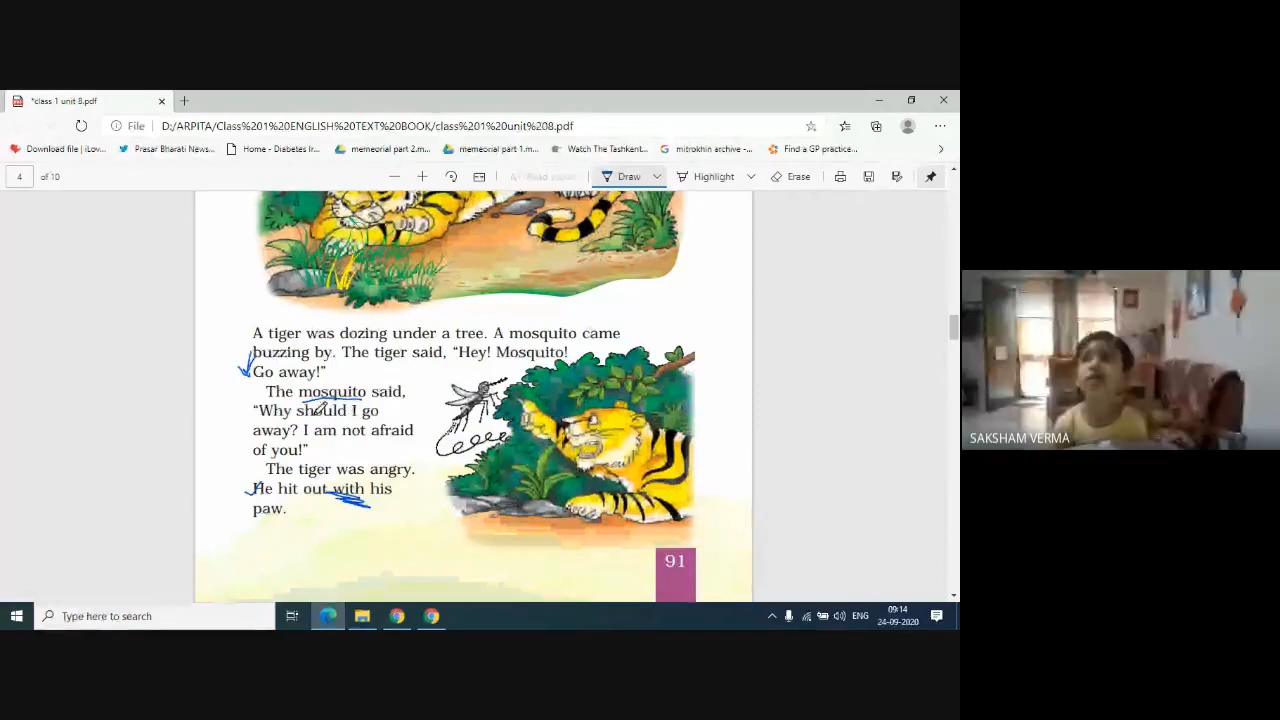 *class 1 unit 8.pdf
File D:/ARPITA/Class%201%20ENGLISH%20TEXT%20BOOK/class%201%20unit%208.pdf
Download file | iLov... Prasar Bharati News... Home - Diabetes Ir... memeorial part 2.m... memeorial part 1.m... Watch The Tashkent... mitrokhin archive -... Find a GP practice...
4 of 10 Read aloud Draw Highlight Erase
A tiger was dozing under a tree. A mosquito came
buzzing by. The tiger said, “Hey! Mosquito!
Go away!”
The mosquito said,
“Why should I go
away? I am not afraid
of you!”
The tiger was angry.
He hit out with his
paw.
91
SAKSHAM VERMA
Type here to search
ENG
09:14
24-09-2020